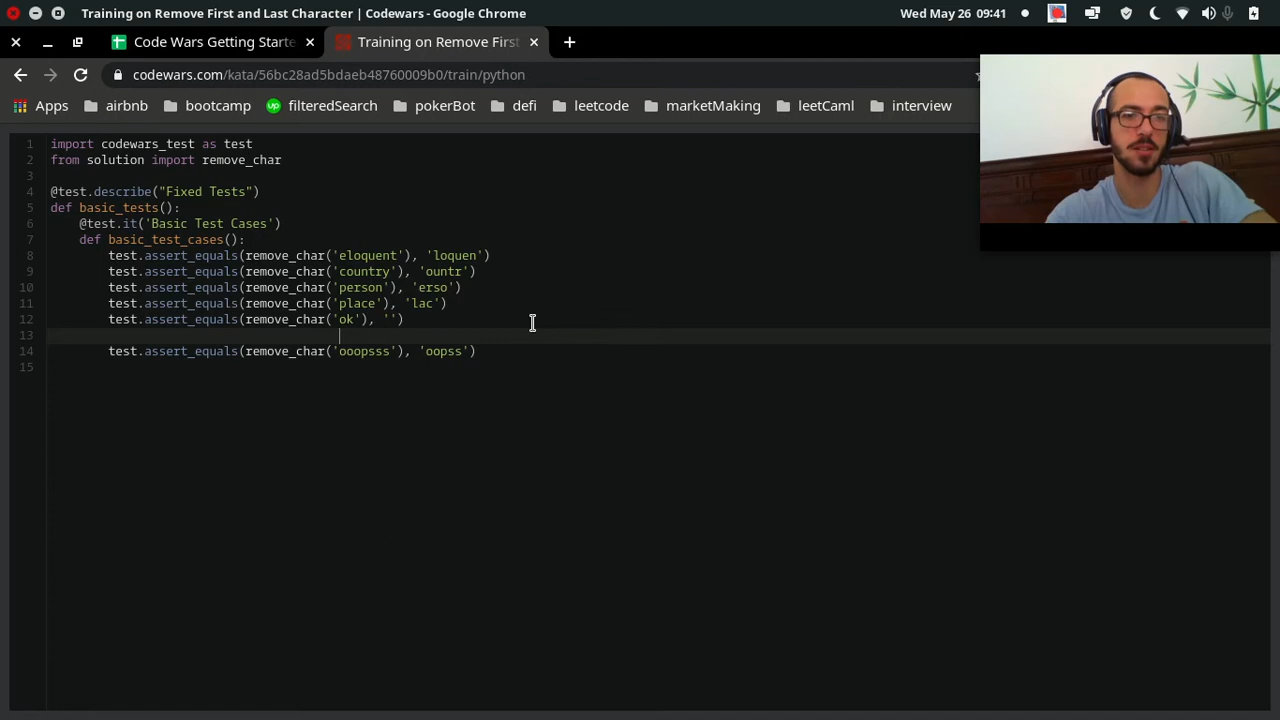 Training on Remove First and Last Character | Codewars - Google Chrome
Wed May 26 09:41
Code Wars Getting Starte
Training on Remove First
codewars.com/kata/56bc28ad5bdaeb48760009b0/train/python
Apps airbnb bootcamp up filteredSearch pokerBot defi leetcode marketMaking leetCaml interview
1 import codewars_test as test
2 from solution import remove_char
3
4 @test.describe("Fixed Tests")
5 def basic_tests():
6 @test.it('Basic Test Cases')
7 def basic_test_cases():
8 test.assert_equals(remove_char('eloquent'), 'loquen')
9 test.assert_equals(remove_char('country'), 'ountr')
10 test.assert_equals(remove_char('person'), 'erso')
11 test.assert_equals(remove_char('place'), 'lac')
12 test.assert_equals(remove_char('ok'), '')
13
14 test.assert_equals(remove_char('ooopsss'), 'oopss')
15